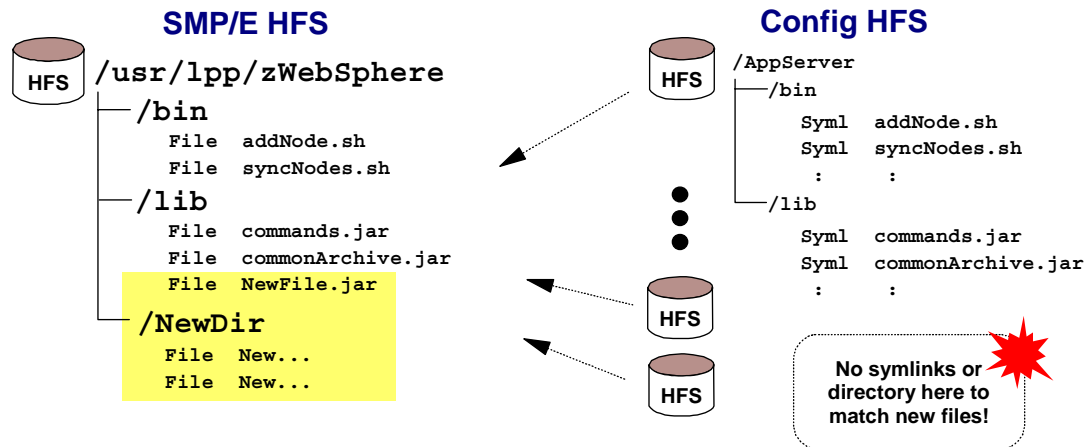 SMP/E HFS
HFS
/usr/lpp/zWebSphere
/bin
File addNode.sh
File syncNodes.sh
/lib
File commands.jar
File commonArchive.jar
File NewFile.jar
/NewDir
File New...
File New...
Config HFS
HFS
/AppServer
/bin
Syml addNode.sh
Syml syncNodes.sh
: :
/lib
Syml commands.jar
Syml commonArchive.jar
: :
HFS
HFS
No symlinks or
directory here to
match new files!